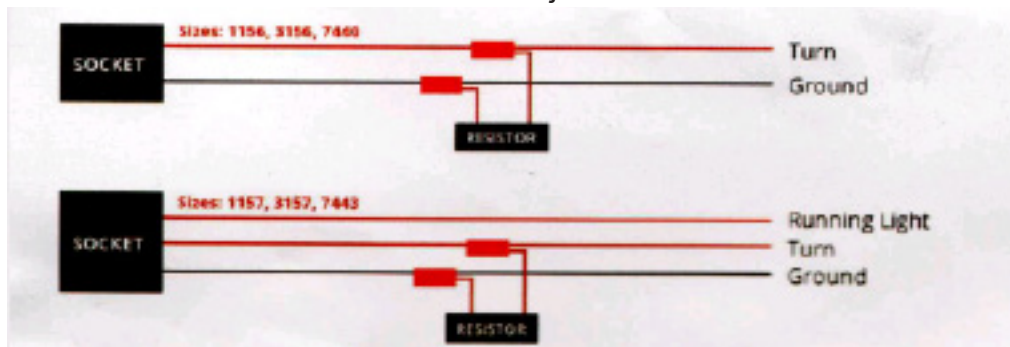 Sizes: 1156, 3156, 7440
SOCKET
Turn
Ground
RESISTOR
Sizes: 1157, 3157, 7443
Running Light
SOCKET
Turn
Ground
RESISTOR